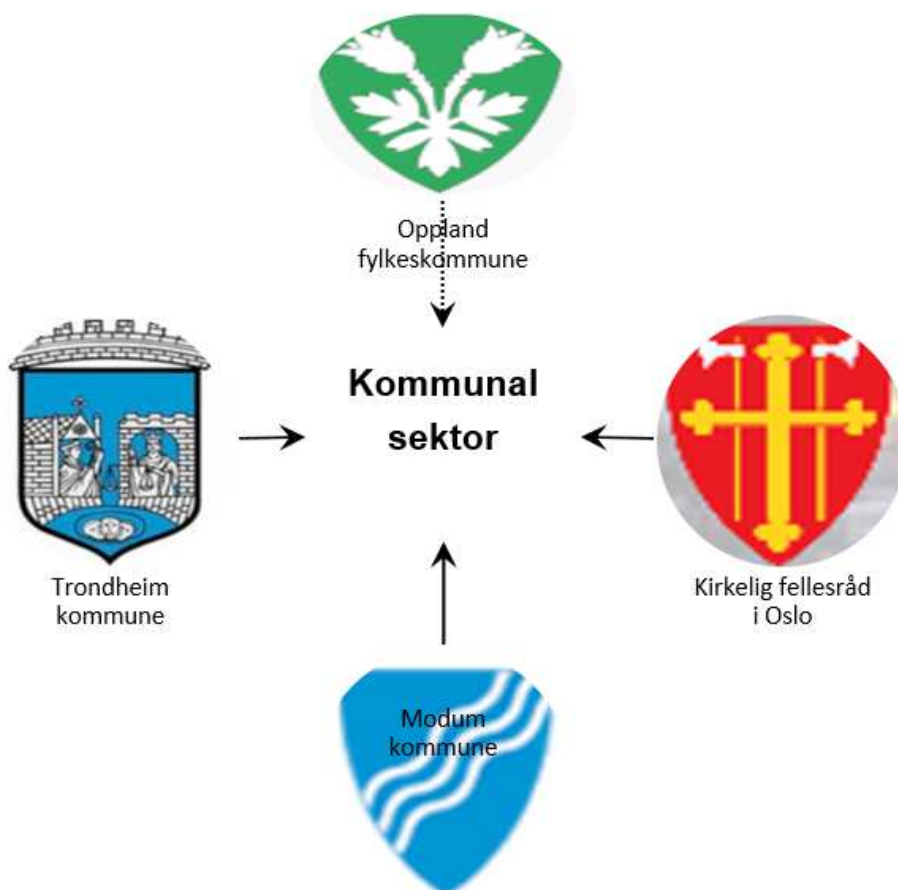 Oppland
fylkeskommune
Kommunal
sektor
Trondheim
kommune
Kirkelig fellesråd
i Oslo
Modum
kommune